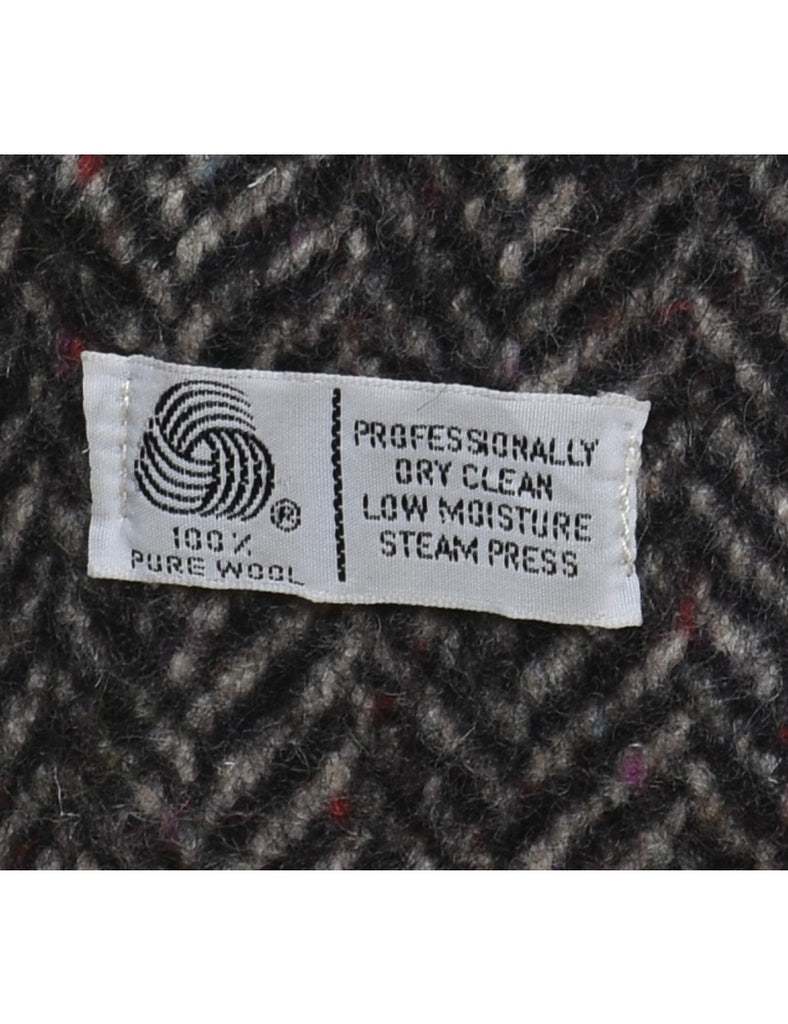 ®
100%
PURE WOOL
PROFESSIONALLY
DRY CLEAN
LOW MOISTURE
STEAM PRESS